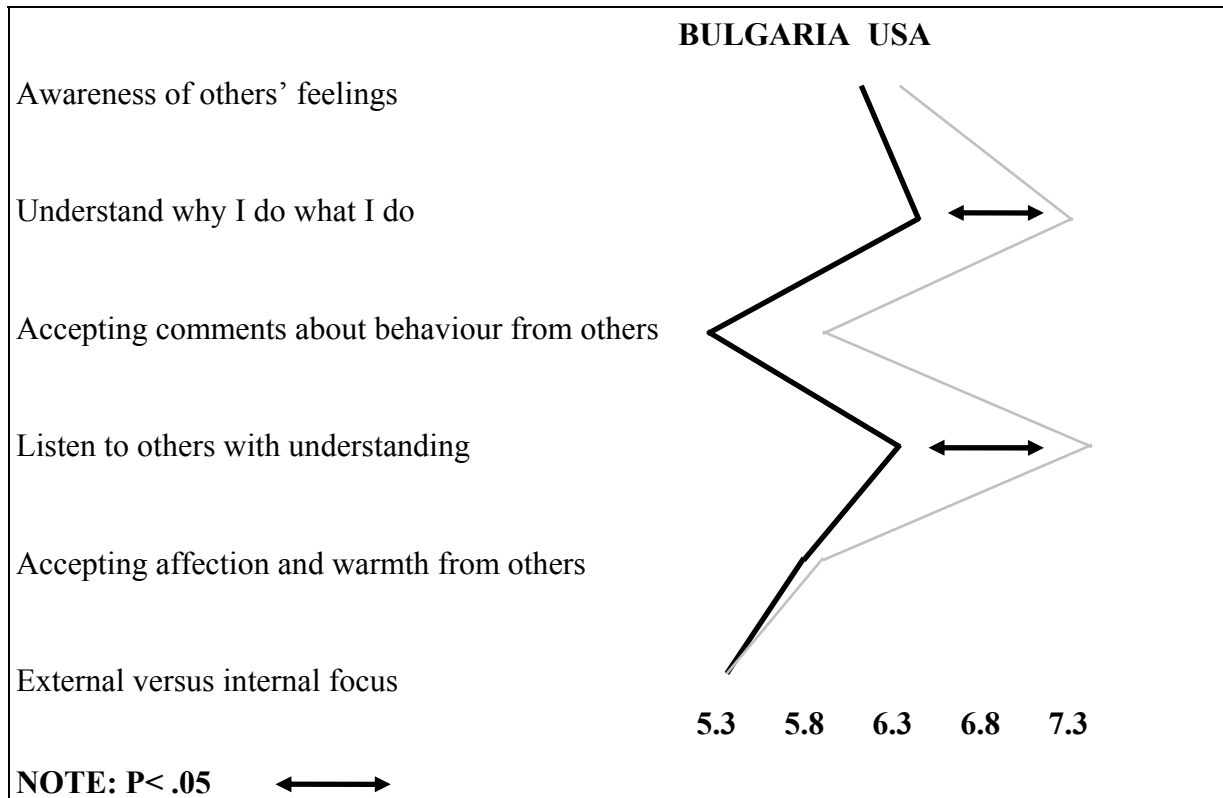 BULGARIA USA
Awareness of others’ feelings
Understand why I do what I do
Accepting comments about behaviour from others
Listen to others with understanding
Accepting affection and warmth from others
External versus internal focus
5.3 5.8 6.3 6.8 7.3
NOTE: P< .05